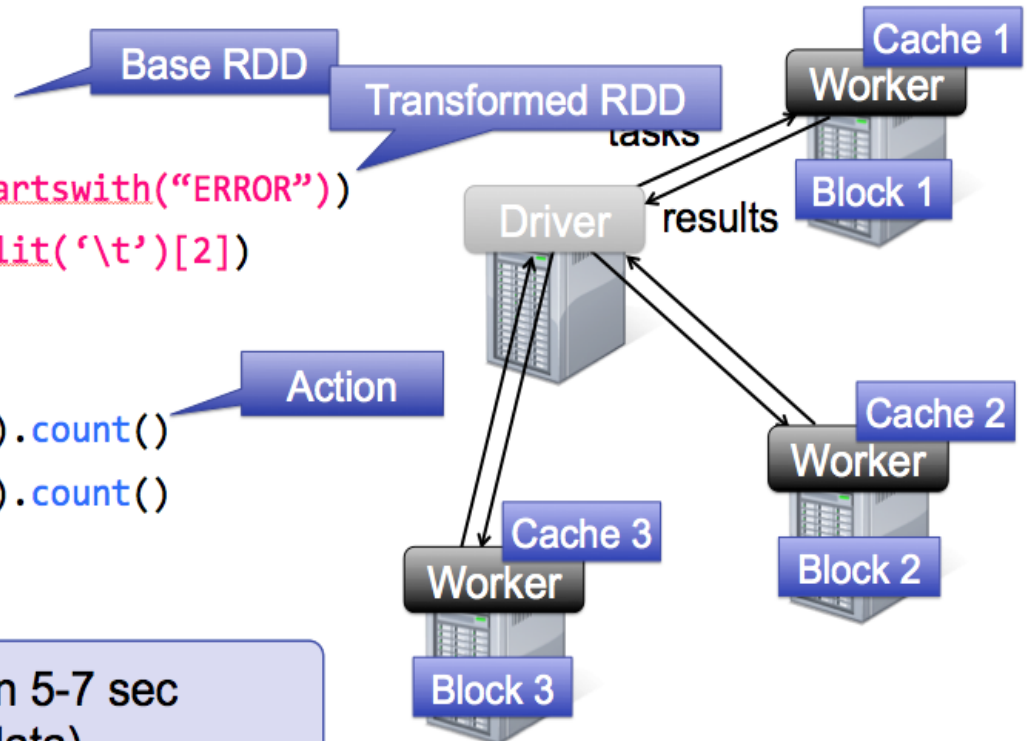 Base RDD
Transformed RDD
artswith(“ERROR”))
lit(‘\t’)[2])
Action
).count()
).count()
n 5-7 sec
Cache 1
Worker
Block 1
tasks
Driver
results
Cache 2
Worker
Block 2
Cache 3
Worker
Block 3